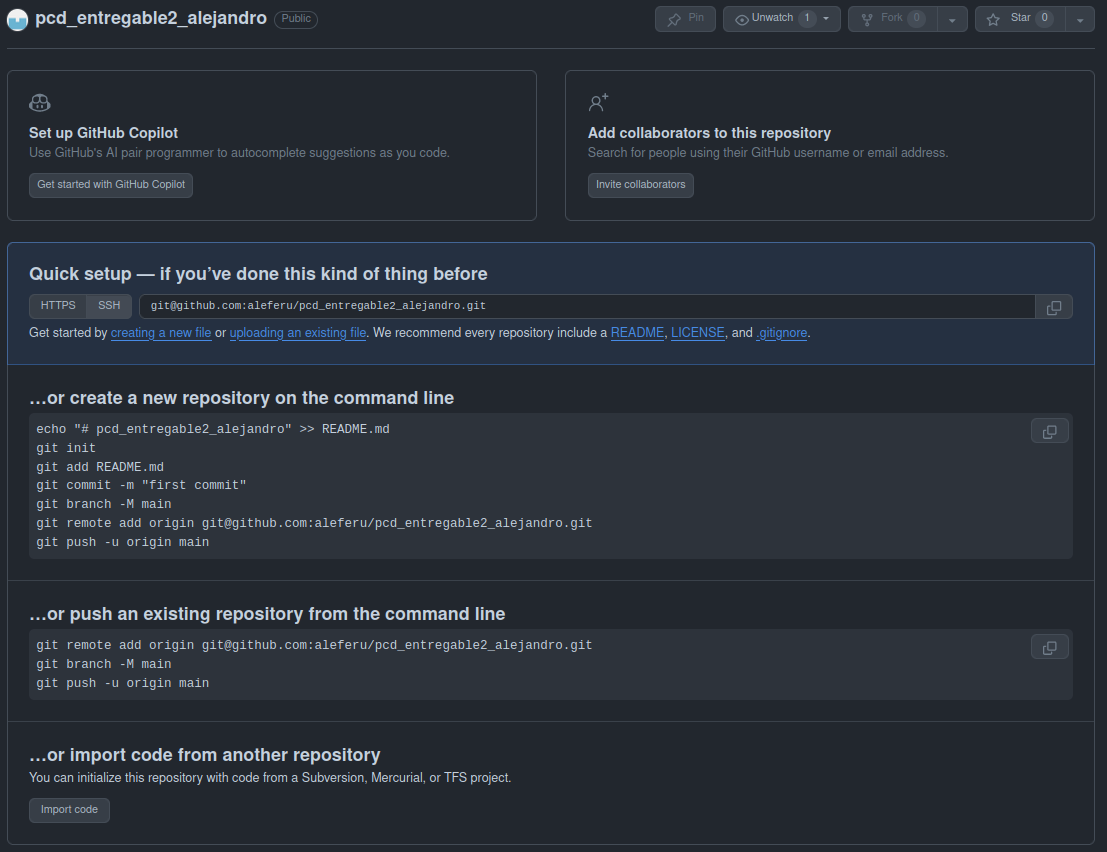 pcd_entregable2_alejandro Public Pin Unwatch 1 Fork 0 Star 0
Set up GitHub Copilot
Use GitHub's AI pair programmer to autocomplete suggestions as you code.
Get started with GitHub Copilot
Add collaborators to this repository
Search for people using their GitHub username or email address.
Invite collaborators
Quick setup — if you've done this kind of thing before
HTTPS SSH git@github.com:aleferu/pcd_entregable2_alejandro.git
Get started by creating a new file or uploading an existing file. We recommend every repository include a README, LICENSE, and .gitignore.
…or create a new repository on the command line
echo "# pcd_entregable2_alejandro" >> README.md
git init
git add README.md
git commit -m "first commit"
git branch -M main
git remote add origin git@github.com:aleferu/pcd_entregable2_alejandro.git
git push -u origin main
…or push an existing repository from the command line
git remote add origin git@github.com:aleferu/pcd_entregable2_alejandro.git
git branch -M main
git push -u origin main
…or import code from another repository
You can initialize this repository with code from a Subversion, Mercurial, or TFS project.
Import code